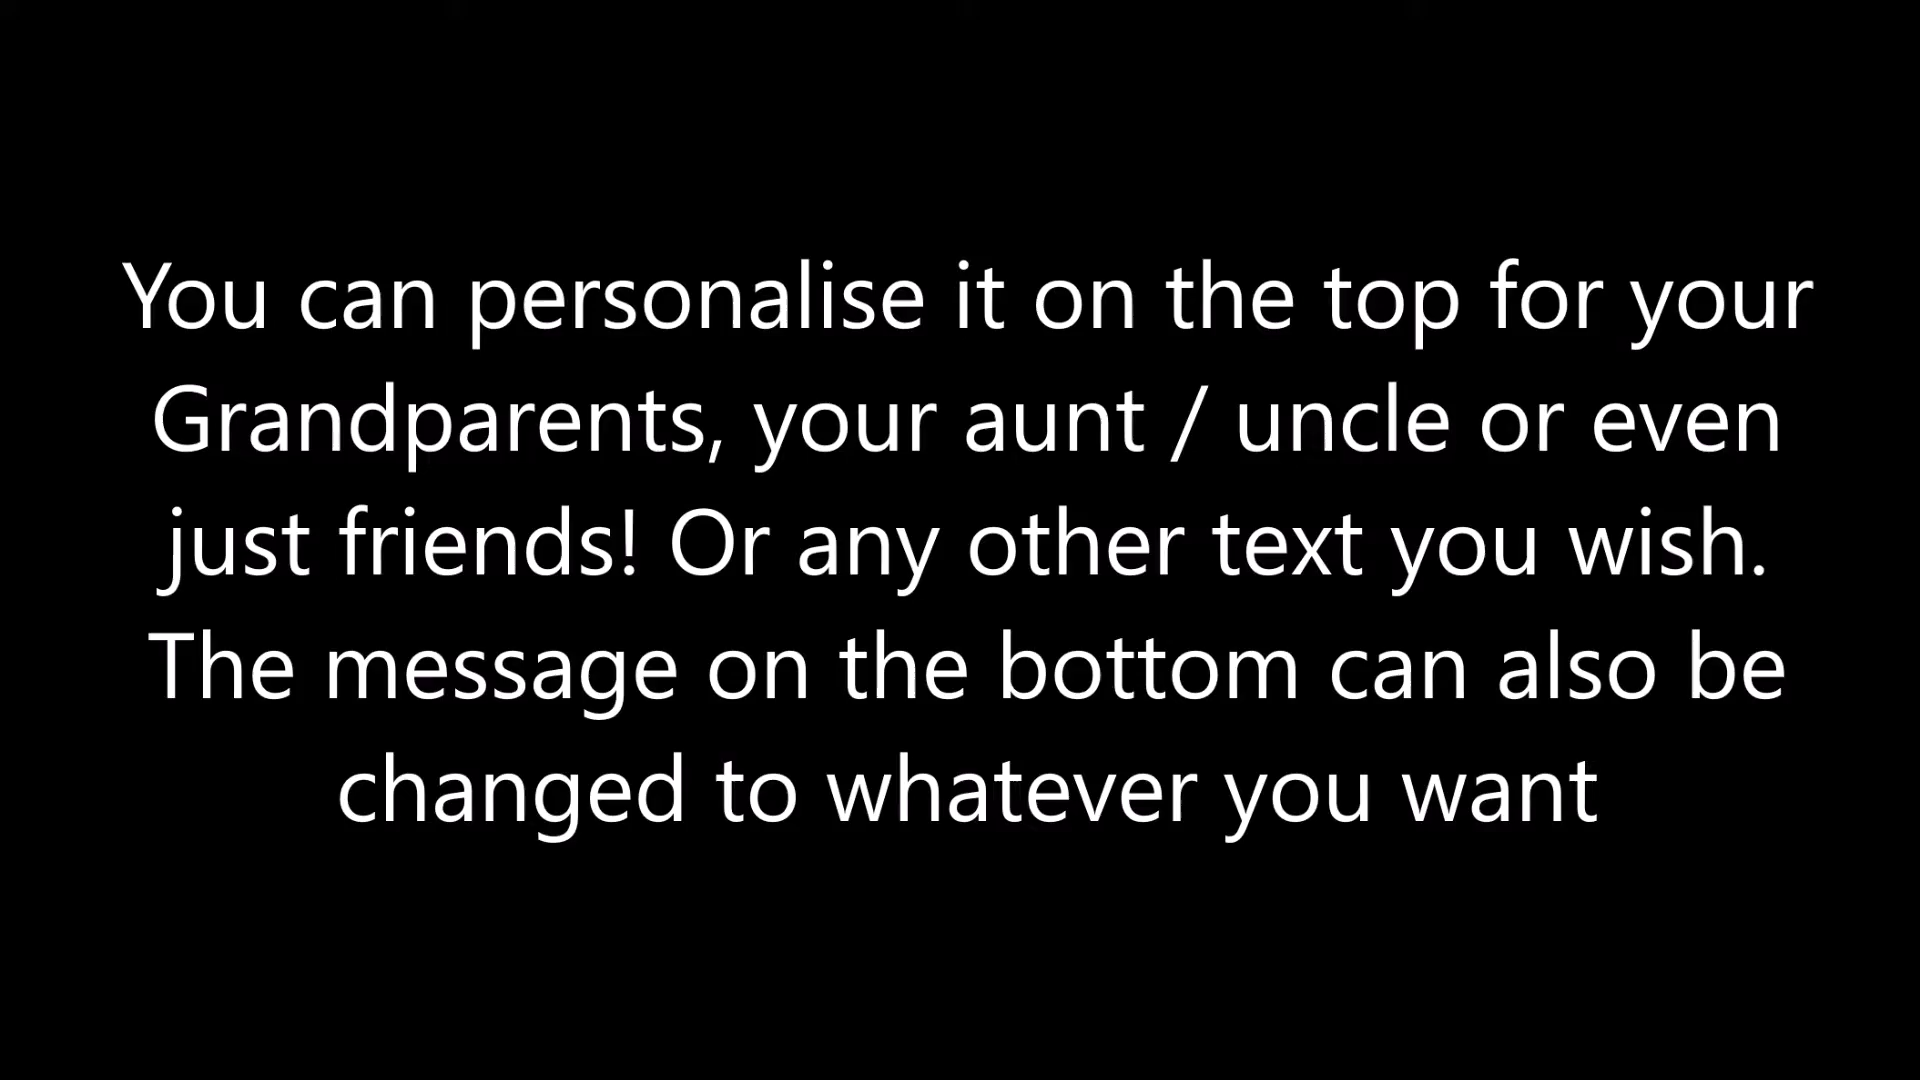 You can personalise it on the top for your
Grandparents, your aunt / uncle or even
just friends! Or any other text you wish.
The message on the bottom can also be
changed to whatever you want